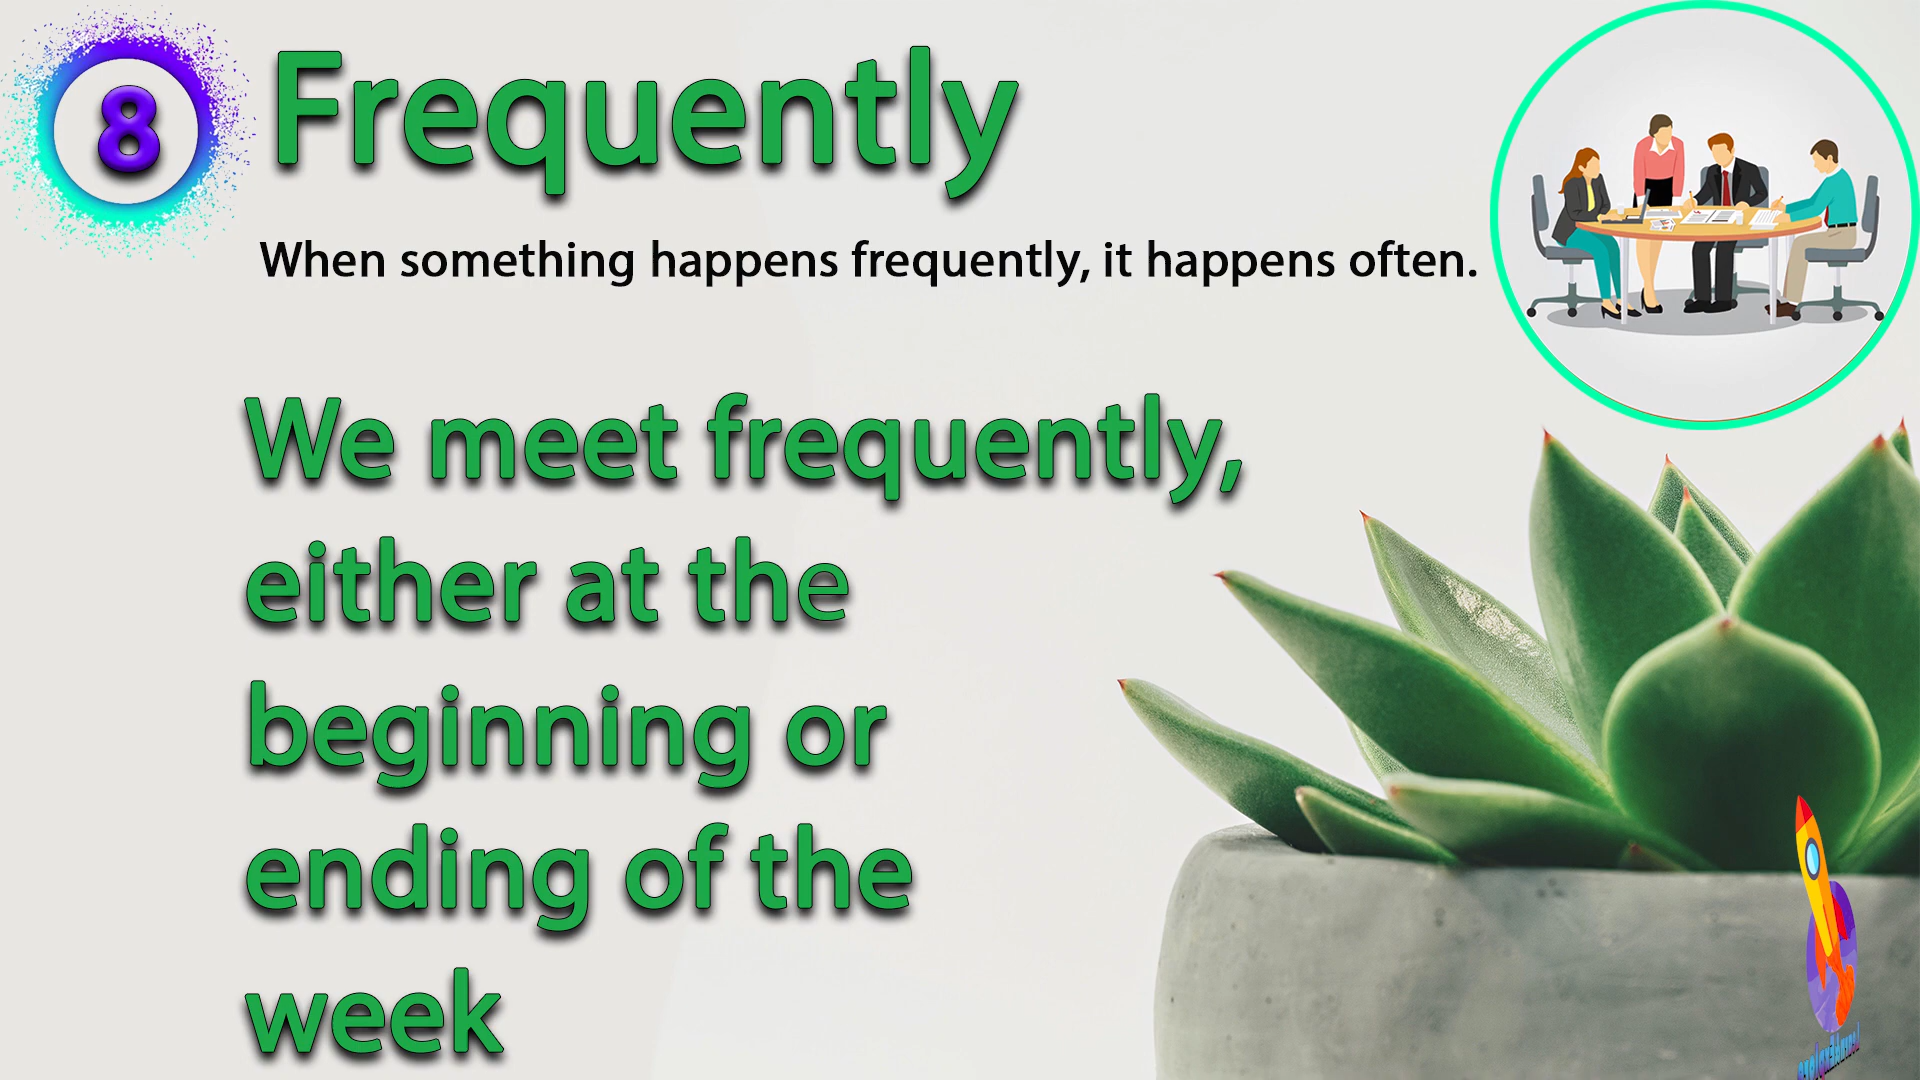 8
Frequently
When something happens frequently, it happens often.
We meet frequently,
either at the
beginning or
ending of the
week